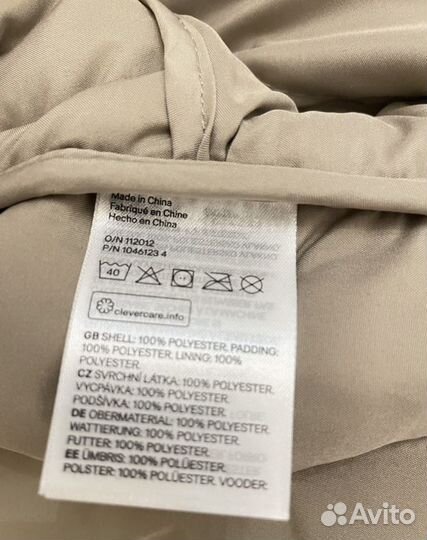 Made in China
Fabriqué en Chine
Hecho en China
O/N 112012
P/N 1046123 4
40
clevercare.info
GB SHELL: 100% POLYESTER, PADDING:
100% POLYESTER, LINING: 100%
POLYESTER.
CZ SVRCHNÍ LÁTKA: 100% POLYESTER,
VYCPÁVKA: 100% POLYESTER,
PODŠÍVKA: 100% POLYESTER.
DE OBERMATERIAL: 100% POLYESTER,
WATTIERUNG: 100% POLYESTER,
FUTTER: 100% POLYESTER.
EE ÜMBRIS: 100% POLÜESTER,
POLSTER: 100% POLÜESTER, VOODER:
Avito